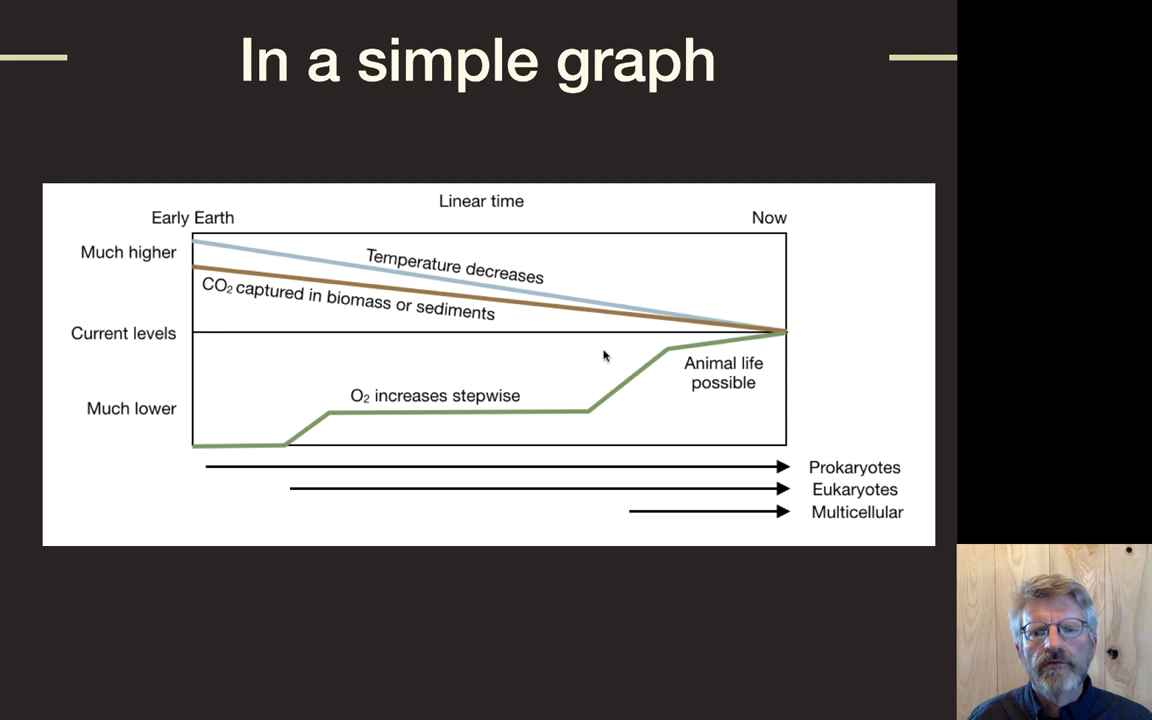 In a simple graph
Linear time
Early Earth
Now
Much higher
Temperature decreases
CO₂ captured in biomass or sediments
Current levels
Animal life
possible
O₂ increases stepwise
Much lower
Prokaryotes
Eukaryotes
Multicellular